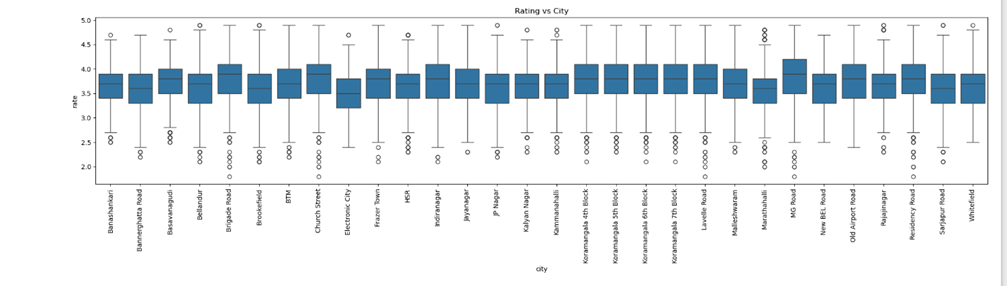 Rating vs City
5.0
4.5
4.0
3.5
3.0
2.5
2.0
rate
Banashankari
Bannerghatta Road
Basavanagudi
Bellandur
Brigade Road
Brookefield
BTM
Church Street
Electronic City
Frazer Town
HSR
Indiranagar
Jayanagar
JP Nagar
Kalyan Nagar
Kammanahalli
Koramangala 4th Block
Koramangala 5th Block
Koramangala 6th Block
Koramangala 7th Block
Lavelle Road
Malleshwaram
Marathahalli
MG Road
New BEL Road
Old Airport Road
Rajajinagar
Residency Road
Sarjapur Road
Whitefield
city